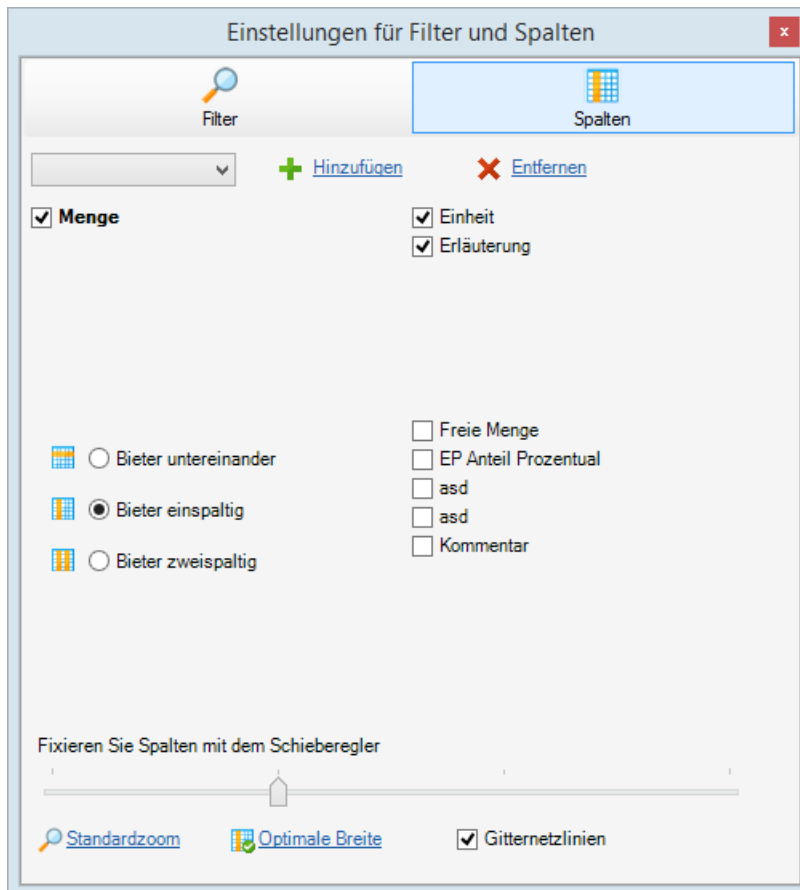 Einstellungen für Filter und Spalten
x
Filter
Spalten
Hinzufügen
Entfernen
Menge
Einheit
Erläuterung
Freie Menge
Bieter untereinander
EP Anteil Prozentual
asd
Bieter einspaltig
asd
Kommentar
Bieter zweispaltig
Fixieren Sie Spalten mit dem Schieberegler
Standardzoom
Optimale Breite
Gitternetzlinien